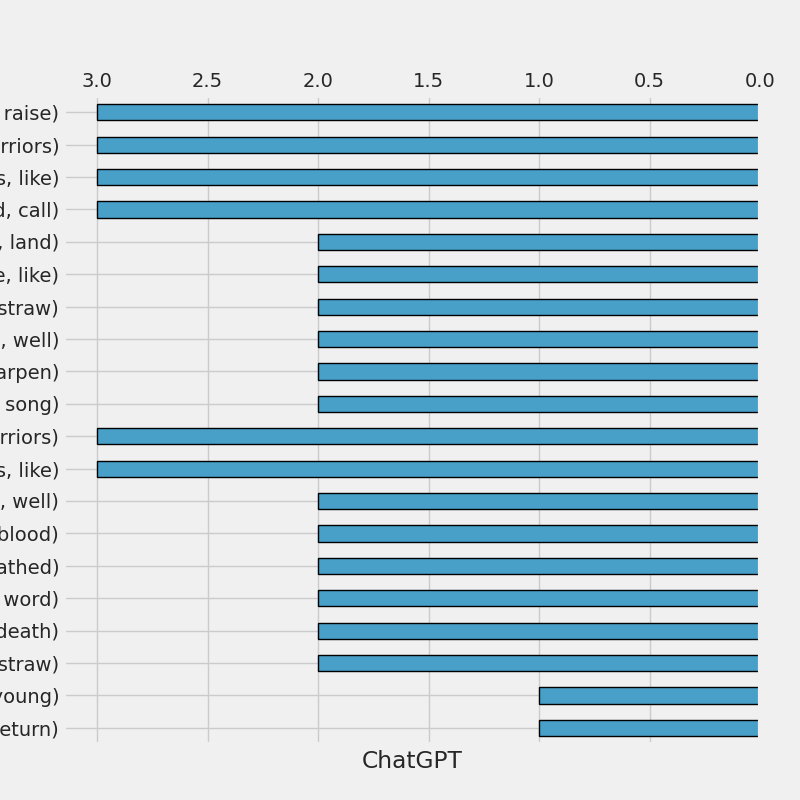 3.0 2.5 2.0 1.5 1.0 0.5 0.0
raise)
rriors)
s, like)
d, call)
, land)
e, like)
straw)
, well)
arpen)
song)
rriors)
s, like)
, well)
blood)
athed)
word)
death)
straw)
young)
eturn)
ChatGPT